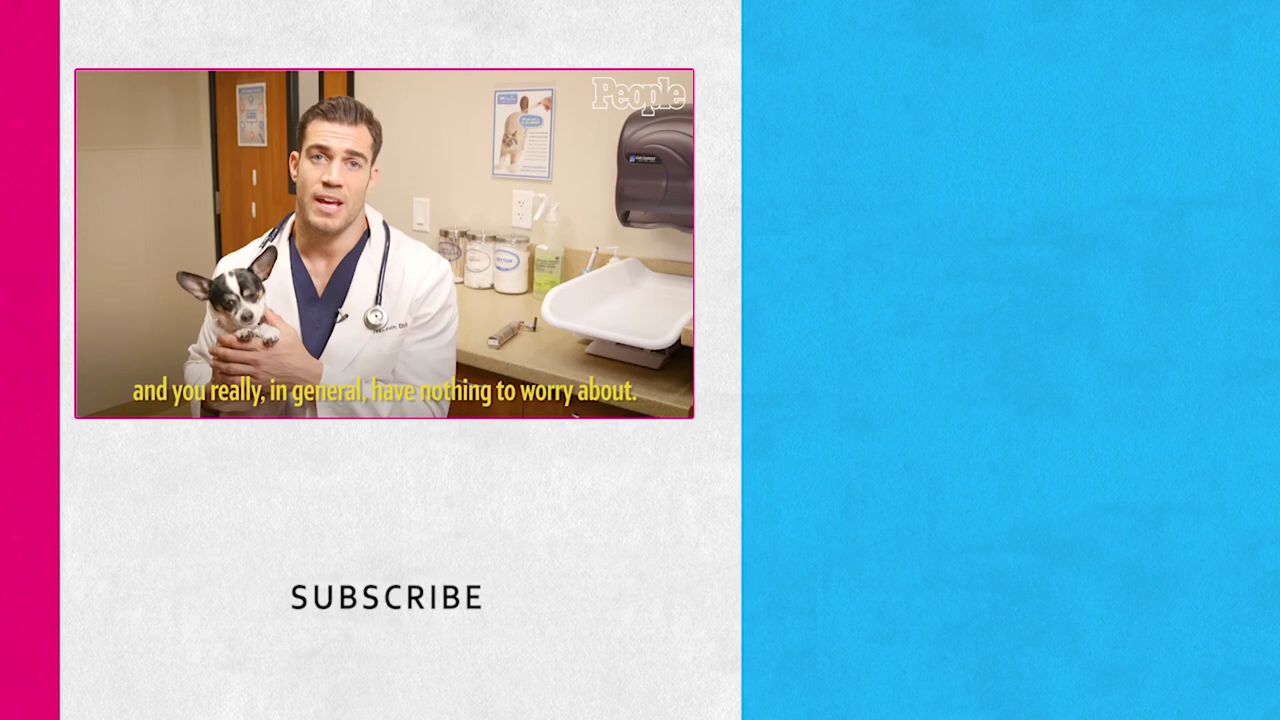 People
and you really, in general, have nothing to worry about.
SUBSCRIBE